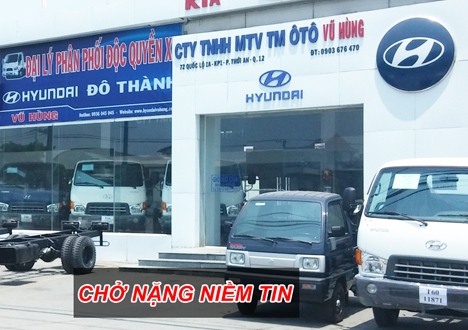 KIA
ĐẠI LÝ PHÂN PHỐI ĐỘC QUYỀN X
HYUNDAI ĐÔ THÀNH
VŨ HÙNG
CTY TNHH MTV TM ÔTÔ VŨ HÙNG
72 QUỐC LỘ 1A - KP1 - P. THỚI AN - Q. 12
ĐT: 0903 676 470
HYUNDAI
T60
11871
CHỞ NẶNG NIỀM TIN